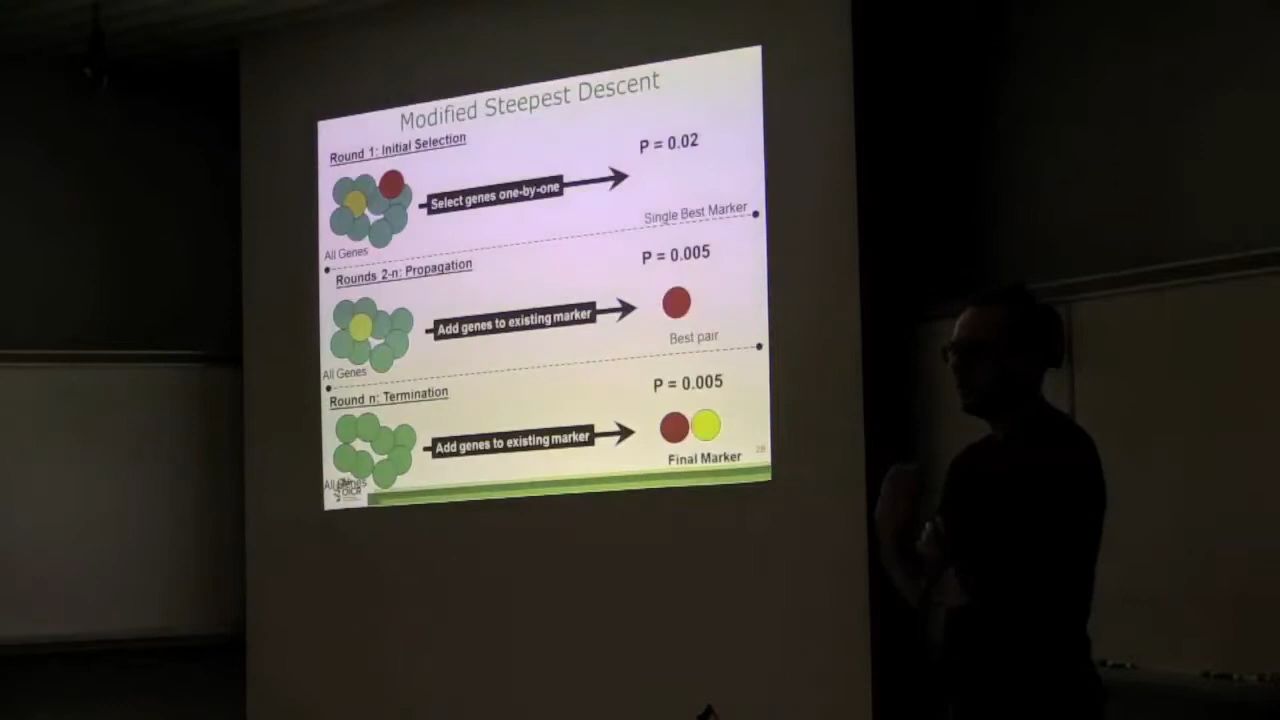 Modified Steepest Descent
Round 1: Initial Selection
P = 0.02
Select genes one-by-one
Single Best Marker
All Genes
Rounds 2-n: Propagation
P = 0.005
Add genes to existing marker
Best pair
All Genes
Round n: Termination
P = 0.005
Add genes to existing marker
Final Marker
28
All Genes
OICR